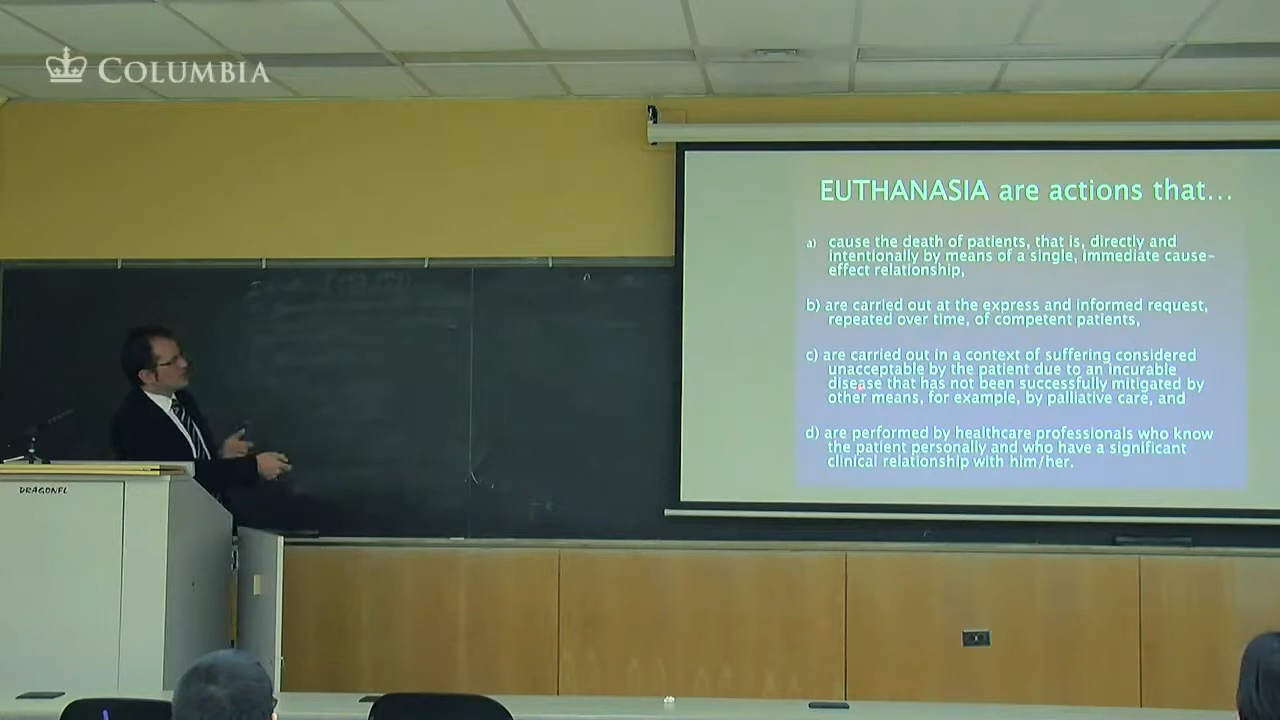 COLUMBIA
EUTHANASIA are actions that...
a) cause the death of patients, that is, directly and
intentionally by means of a single, immediate cause-
effect relationship,
b) are carried out at the express and informed request,
repeated over time, of competent patients,
c) are carried out in a context of suffering considered
unacceptable by the patient due to an incurable
disease that has not been successfully mitigated by
other means, for example, by palliative care, and
d) are performed by healthcare professionals who know
the patient personally and who have a significant
clinical relationship with him/her.
DRAGONFL